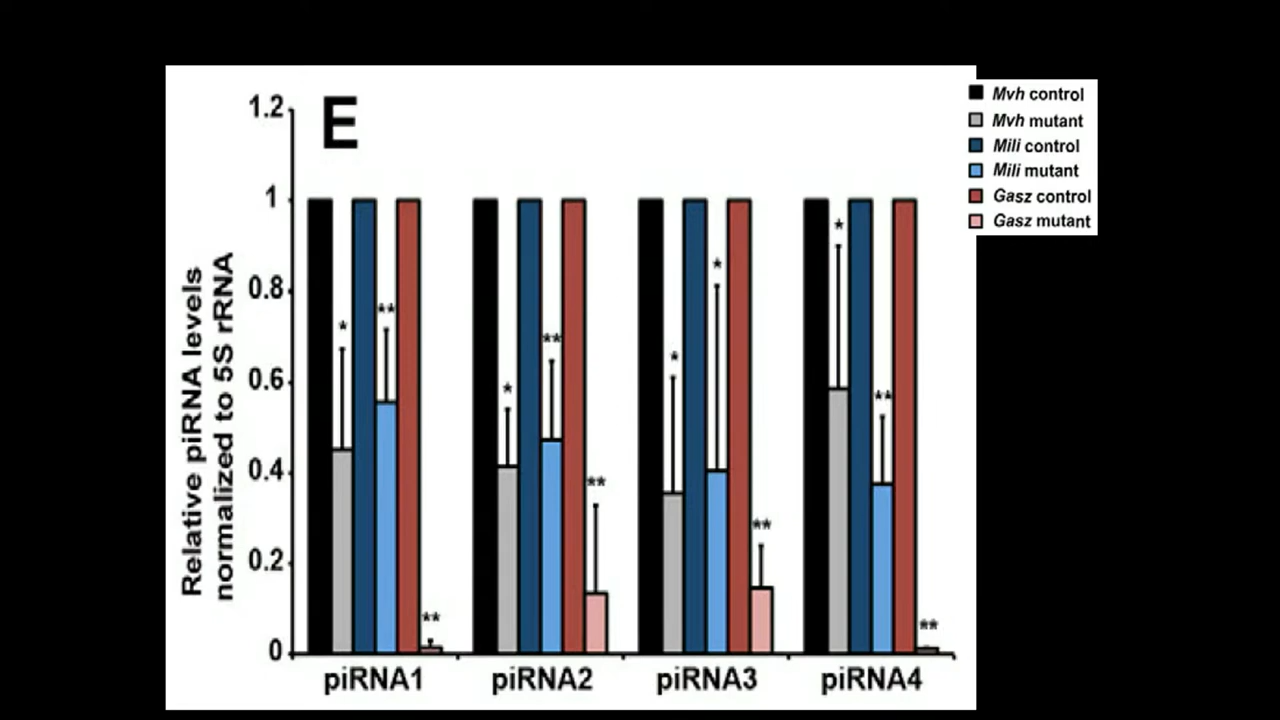 E
1.2
1
0.8
0.6
0.4
0.2
0
Relative piRNA levels
normalized to 5S rRNA
* ** **
* ** **
* * **
* ** **
piRNA1 piRNA2 piRNA3 piRNA4
Mvh control
Mvh mutant
Mili control
Mili mutant
Gasz control
Gasz mutant